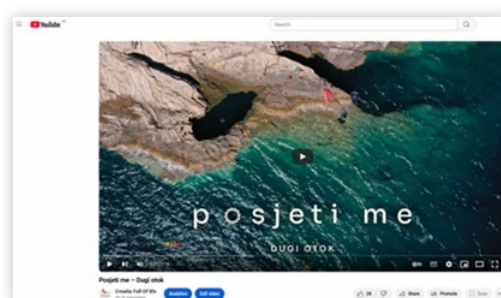 YouTube
Search
posjeti me
DUGI OTOK
Posjeti me – Dugi otok
Croatia Full Of life
Analytics
Edit video
28
Share
Promote
Save